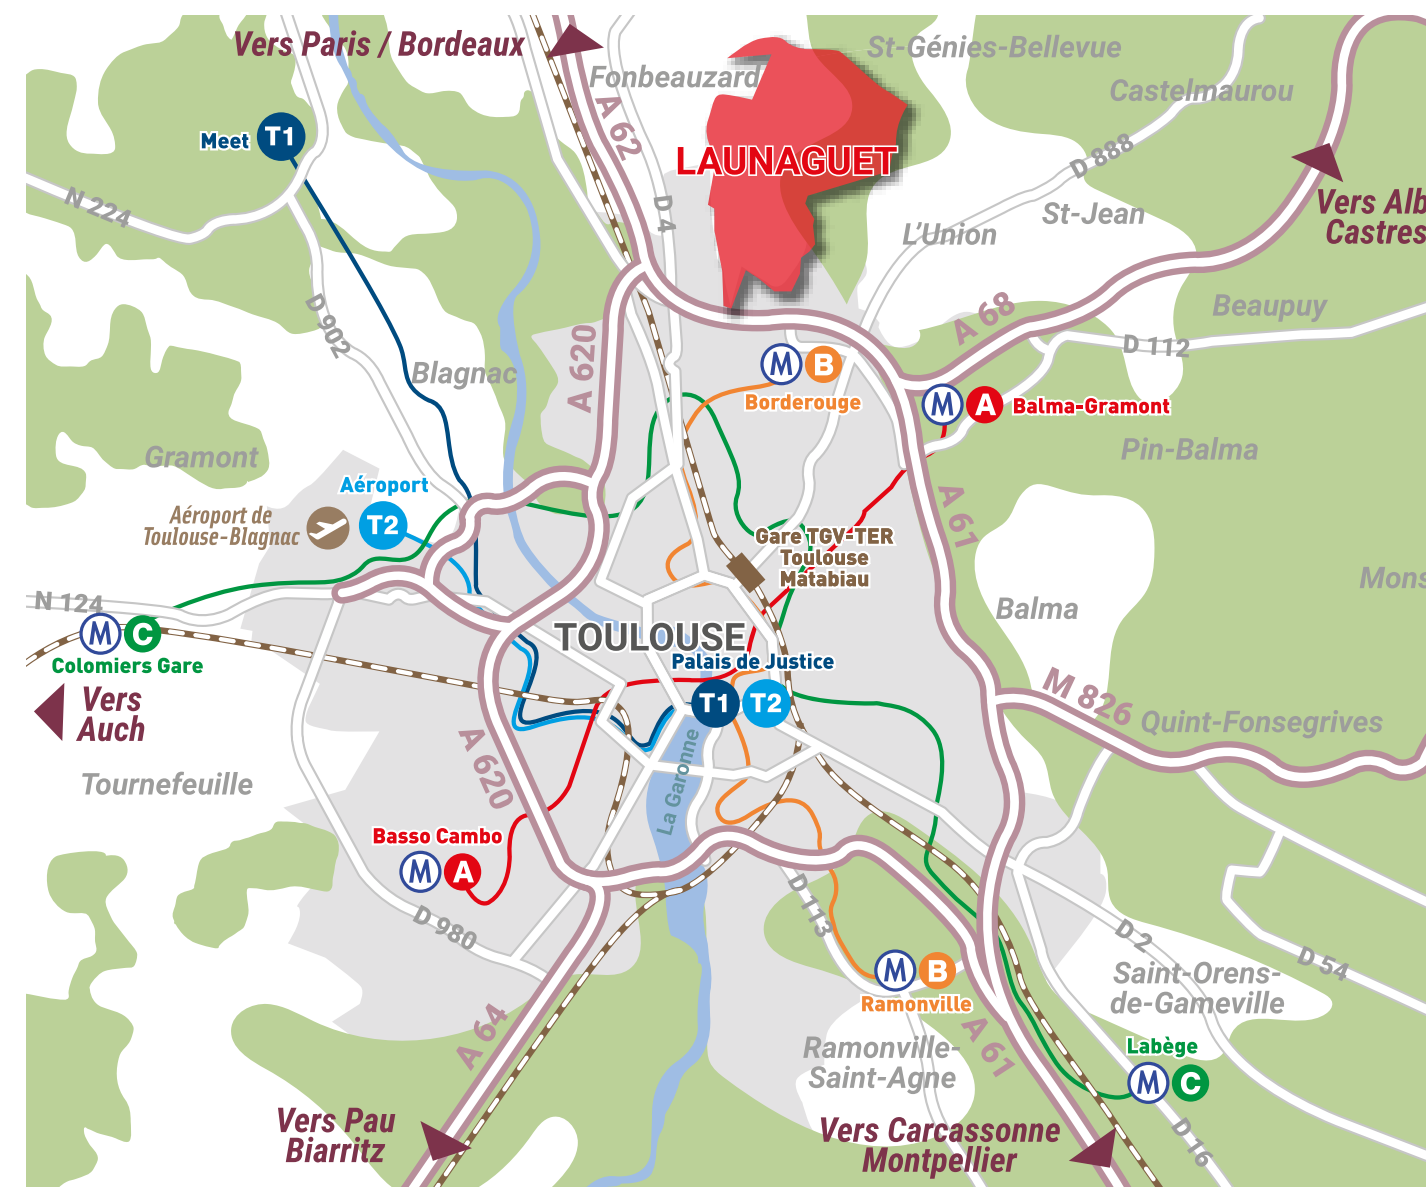 Vers Paris / Bordeaux
Fonbeauzard
St-Génies-Bellevue
Castelmaurou
A 62
Meet
T1
LAUNAGUET
D 888
N 224
D 4
L'Union
St-Jean
Vers Alb
Castres
D 902
A 620
A 68
Beaupuy
D 112
Blagnac
M
B
Borderouge
M
A
Balma-Gramont
Gramont
Pin-Balma
Aéroport
T2
Aéroport de
Toulouse-Blagnac
A 61
Gare TGV-TER
Toulouse
Matabiau
Mons
N 124
Balma
M
C
Colomiers Gare
TOULOUSE
Palais de Justice
T1
T2
Vers
Auch
M 826
Quint-Fonsegrives
A 620
La Garonne
Tournefeuille
Basso Cambo
M
A
D 980
D 113
D 2
D 54
M
B
Ramonville
Saint-Orens-
de-Gameville
A 64
A 61
Ramonville-
Saint-Agne
Labège
M
C
Vers Pau
Biarritz
Vers Carcassonne
Montpellier
D 16